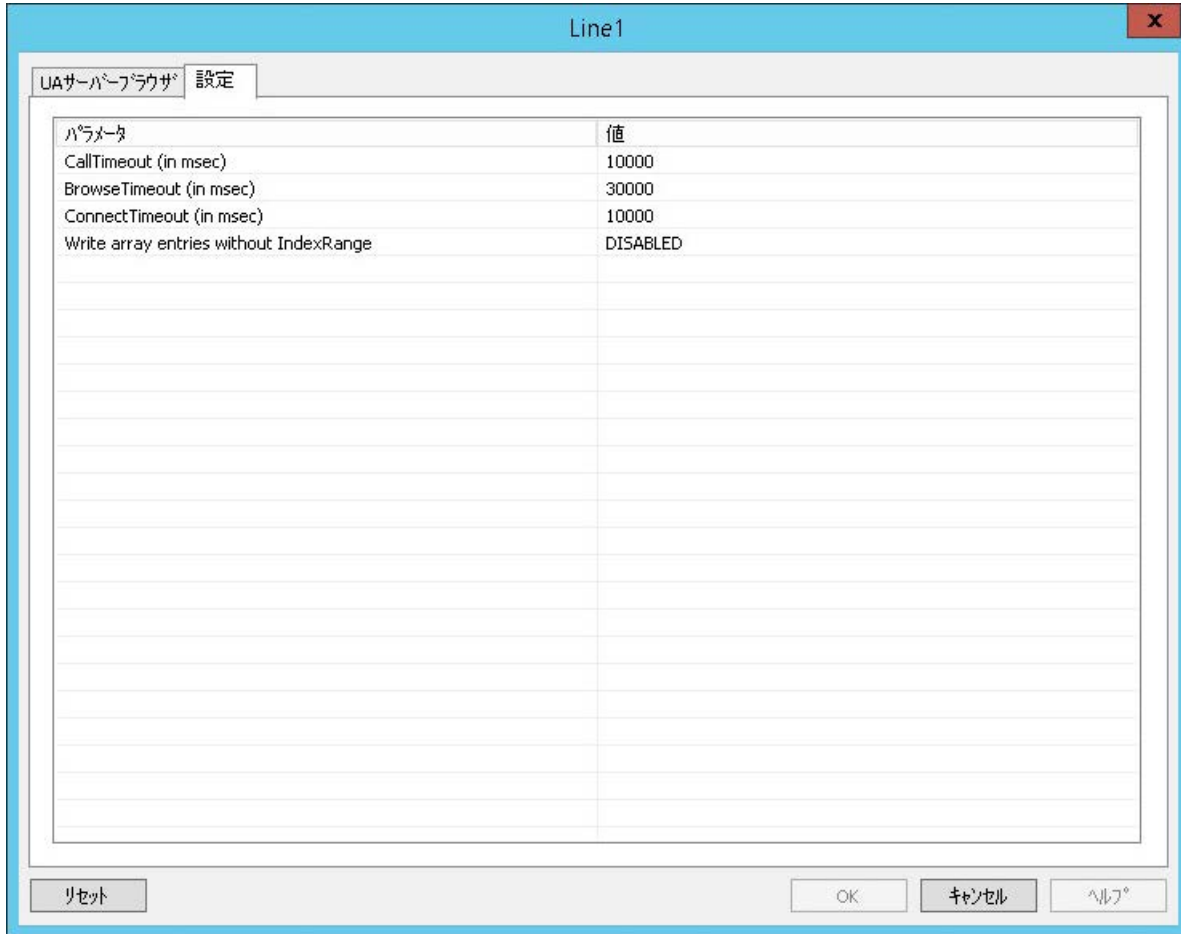 Line1
x
UAサーバーブラウザ 設定
パラメータ 値
CallTimeout (in msec) 10000
BrowseTimeout (in msec) 30000
ConnectTimeout (in msec) 10000
Write array entries without IndexRange DISABLED
リセット OK キャンセル ヘルプ